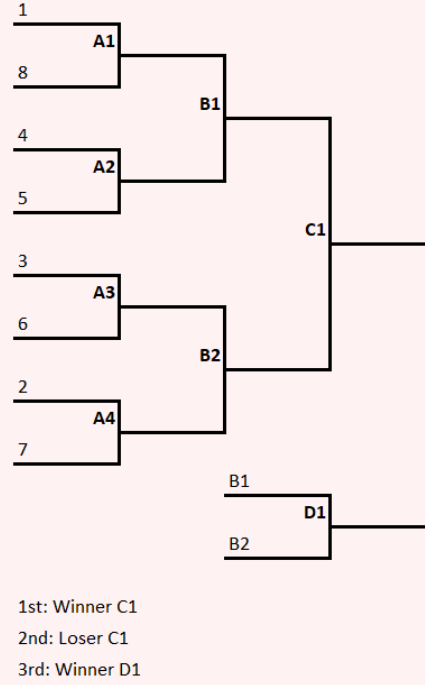 1
A1
8
B1
4
A2
5
C1
3
A3
6
B2
2
A4
7
B1
D1
B2
1st: Winner C1
2nd: Loser C1
3rd: Winner D1